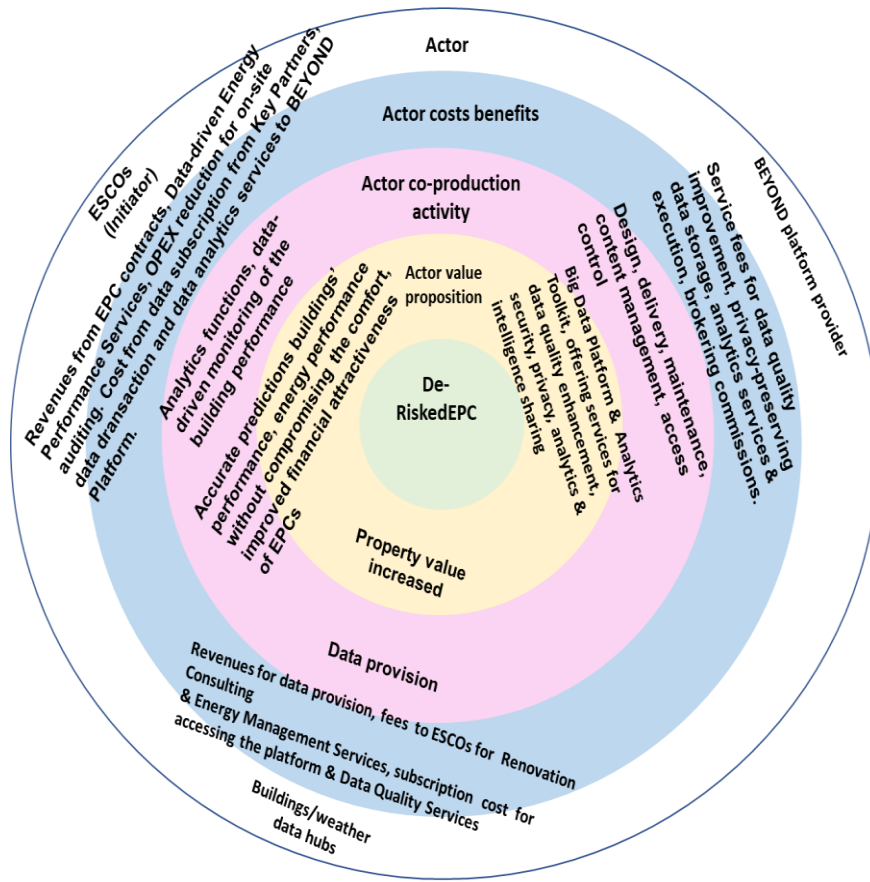 Actor
Actor costs benefits
Actor co-production
activity
Actor value
proposition
De-
RiskedEPC
ESCOs
(Initiator)
Revenues from EPC contracts, Data-driven Energy
Performance Services, OPEX reduction for on-site
auditing. Cost from data subscription from Key Partners,
data dransaction and data analytics services to BEYOND
Platform.
Analytics functions, data-
driven monitoring of the
building performance
Accurate predictions buildings’
performance, energy performance
without compromising the comfort,
improved financial attractiveness
of EPCs
BEYOND platform provider
Service fees for data quality
improvement, privacy-preserving
data storage, analytics services &
execution, brokering commissions.
Design, delivery, maintenance,
content management, access
control
Big Data Platform & Analytics
Toolkit, offering services for
data quality enhancement,
security, privacy, analytics &
intelligence sharing
Property value
increased
Data provision
Revenues for data provision, fees to ESCOs for Renovation
Consulting
& Energy Management Services, subscription cost for
accessing the platform & Data Quality Services
Buildings/weather
data hubs